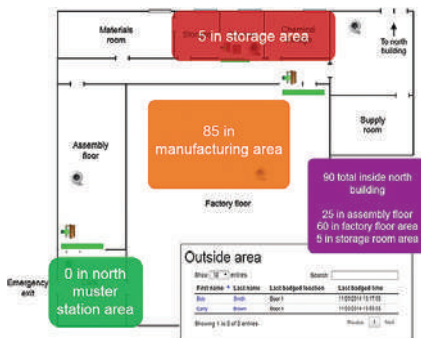 Materials
room
5 in storage area
Chemical
To north
building
Supply
room
Assembly
floor
85 in
manufacturing area
Factory floor
90 total inside north
building
25 in assembly floor
60 in factory floor area
5 in storage room area
0 in north
muster
station area
Emergency
exit
Outside area
Show 10 entries
Search
First name Last name Last badged location Last badged time
Bob Smith Door 1
Door 1
Showing 1 to 2 of 2 entries
Previous 1 Next